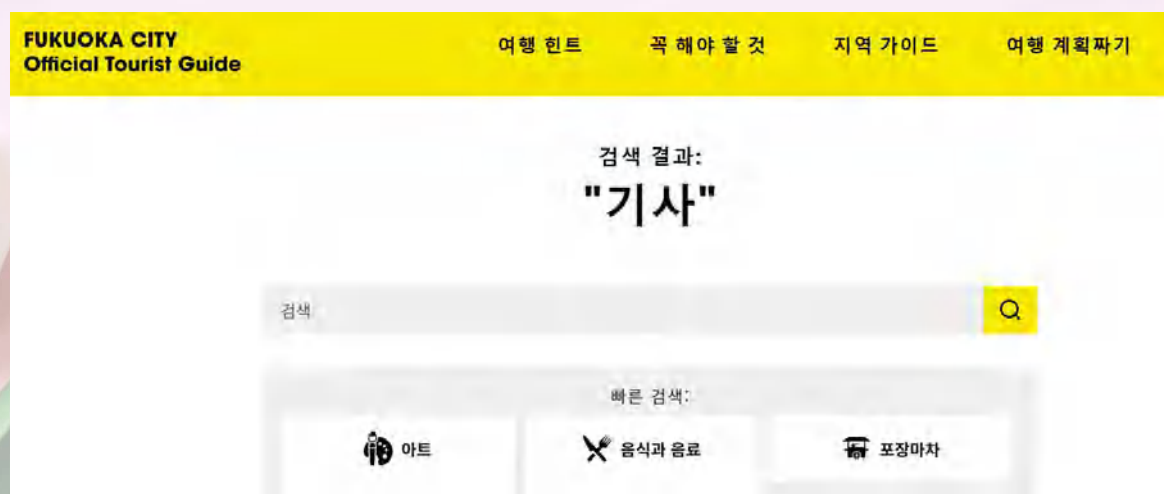 FUKUOKA CITY
Official Tourist Guide
여행 힌트 꼭 해야 할 것 지역 가이드 여행 계획짜기
검색 결과:
"기사"
검색
빠른 검색:
아트 음식과 음료 포장마차